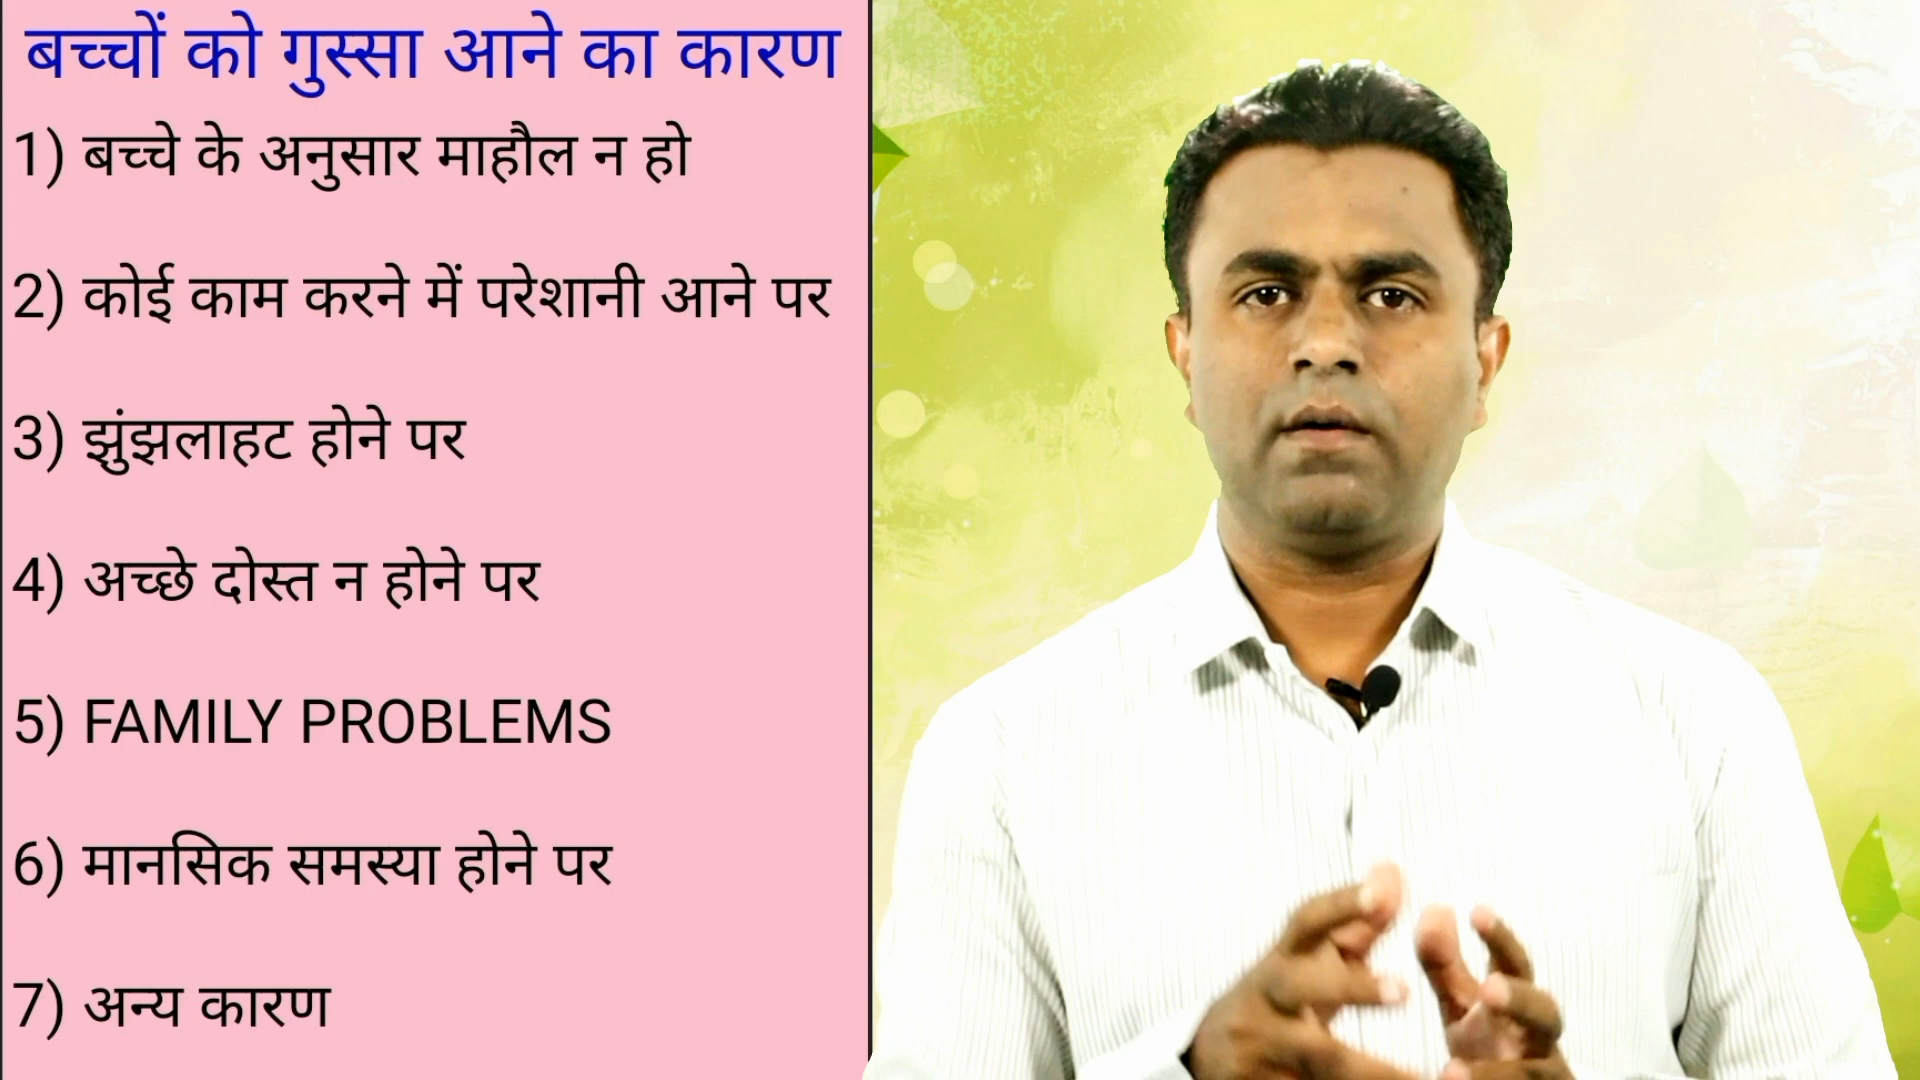 बच्चों को गुस्सा आने का कारण
1) बच्चे के अनुसार माहौल न हो
2) कोई काम करने में परेशानी आने पर
3) झुंझलाहट होने पर
4) अच्छे दोस्त न होने पर
5) FAMILY PROBLEMS
6) मानसिक समस्या होने पर
7) अन्य कारण